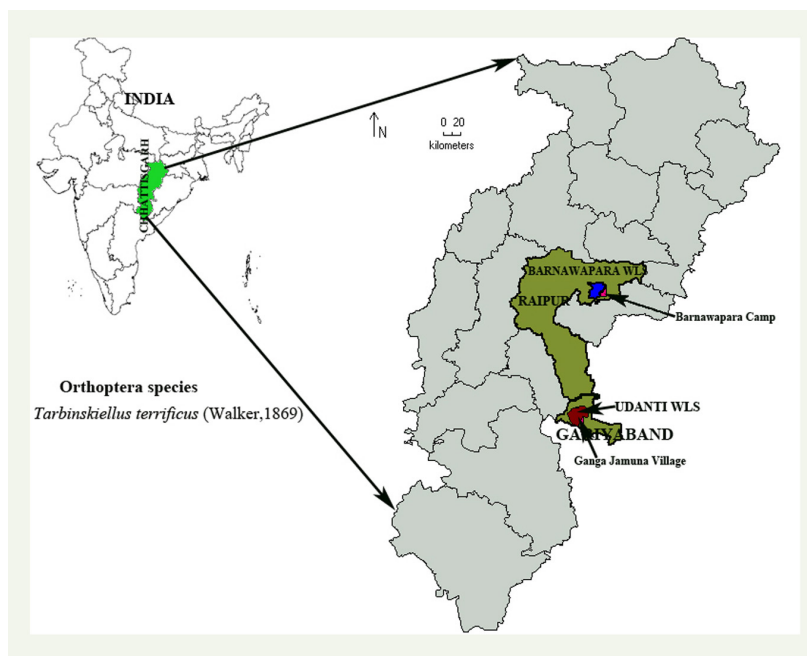 INDIA
CHHATTISGARH
N
0 20
kilometers
BARNAWAPARA WLS
RAIPUR
Barnawapara Camp
Orthoptera species
Tarbinskiellus terrificus (Walker,1869)
UDANTI WLS
GARIYABAND
Ganga Jamuna Village